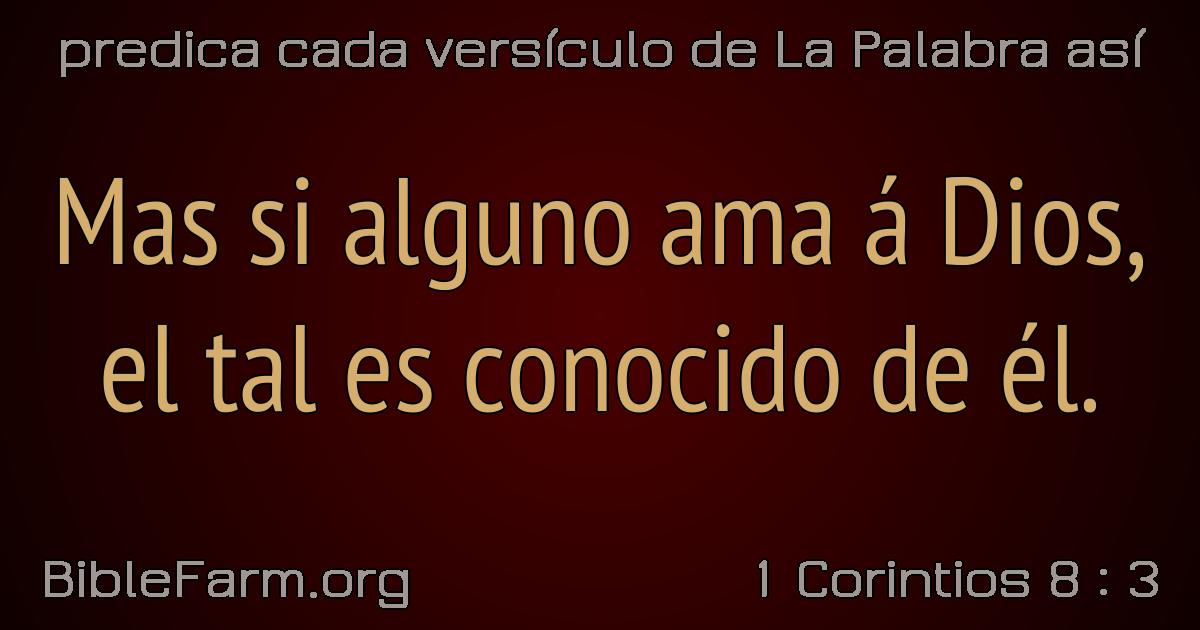 predica cada versículo de La Palabra así
Mas si alguno ama á Dios,
el tal es conocido de él.
BibleFarm.org
1 Corintios 8 : 3